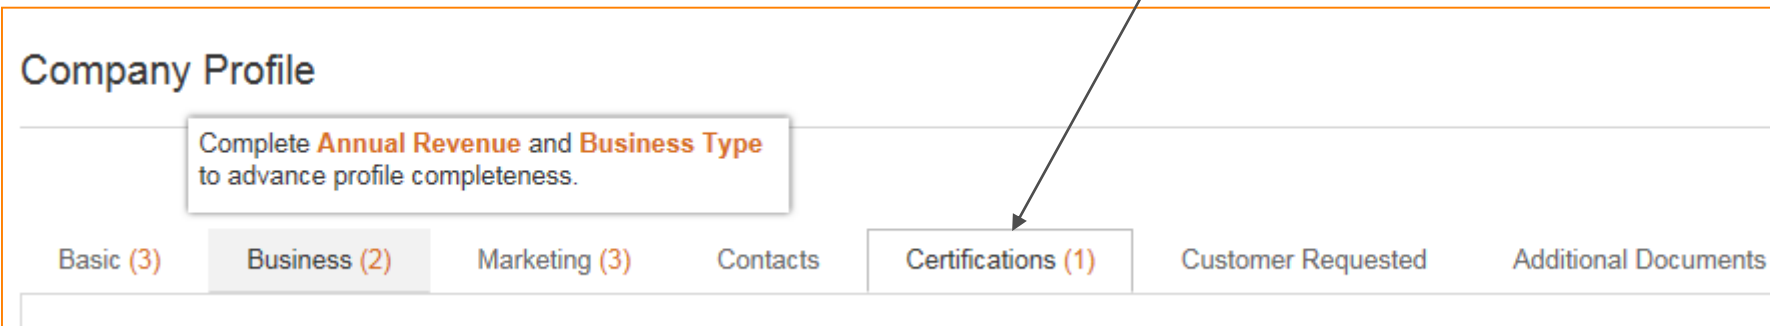 Company Profile
Complete Annual Revenue and Business Type
to advance profile completeness.
Basic (3) Business (2) Marketing (3) Contacts Certifications (1) Customer Requested Additional Documents